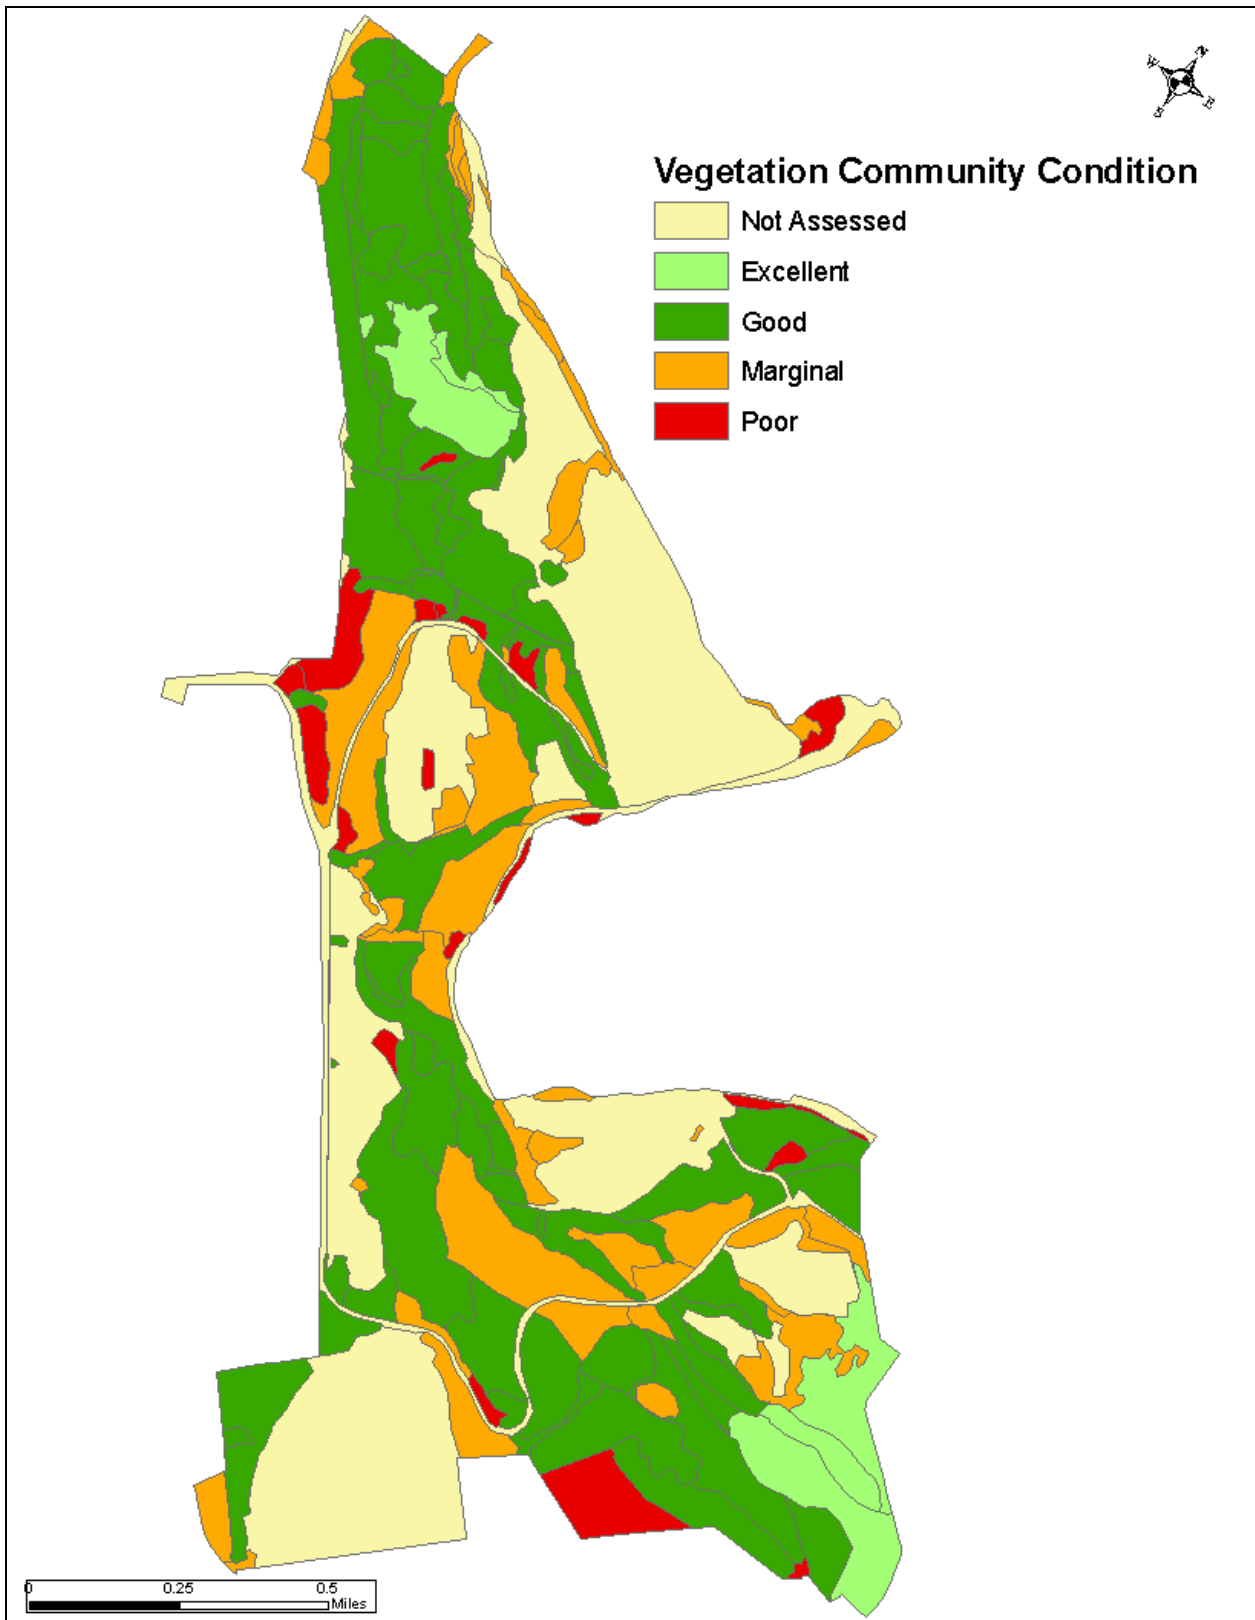 N
W
E
S
Vegetation Community Condition
Not Assessed
Excellent
Good
Marginal
Poor
0 0.25 0.5
Miles